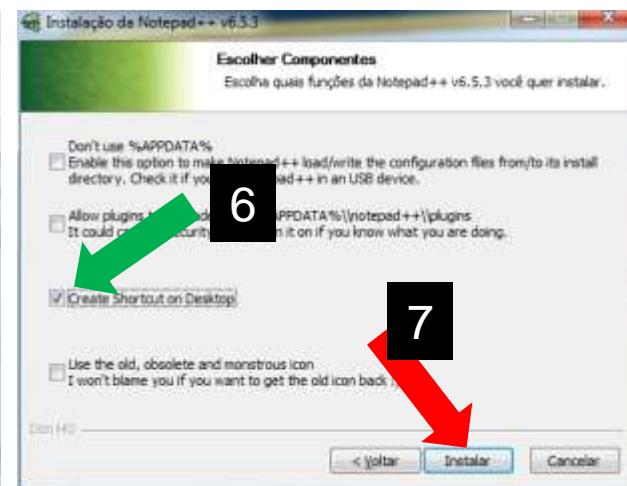 Instalação da Notepad++ v6.5.3
Escolher Componentes
Escolha quais funções da Notepad++ v6.5.3 você quer instalar.
Don't use %APPDATA%
Enable this option to make Notepad++ load/write the configuration files from/to its install
directory. Check it if you ad++ in an USB device.
6
Allow plugins APPDATA%\\notepad++\\plugins
It could curity it on if you know what you are doing.
Create Shortcut on Desktop
7
Use the old, obsolete and monstrous icon
I won't blame you if you want to get the old icon back
Don HO
< Voltar
Instalar
Cancelar